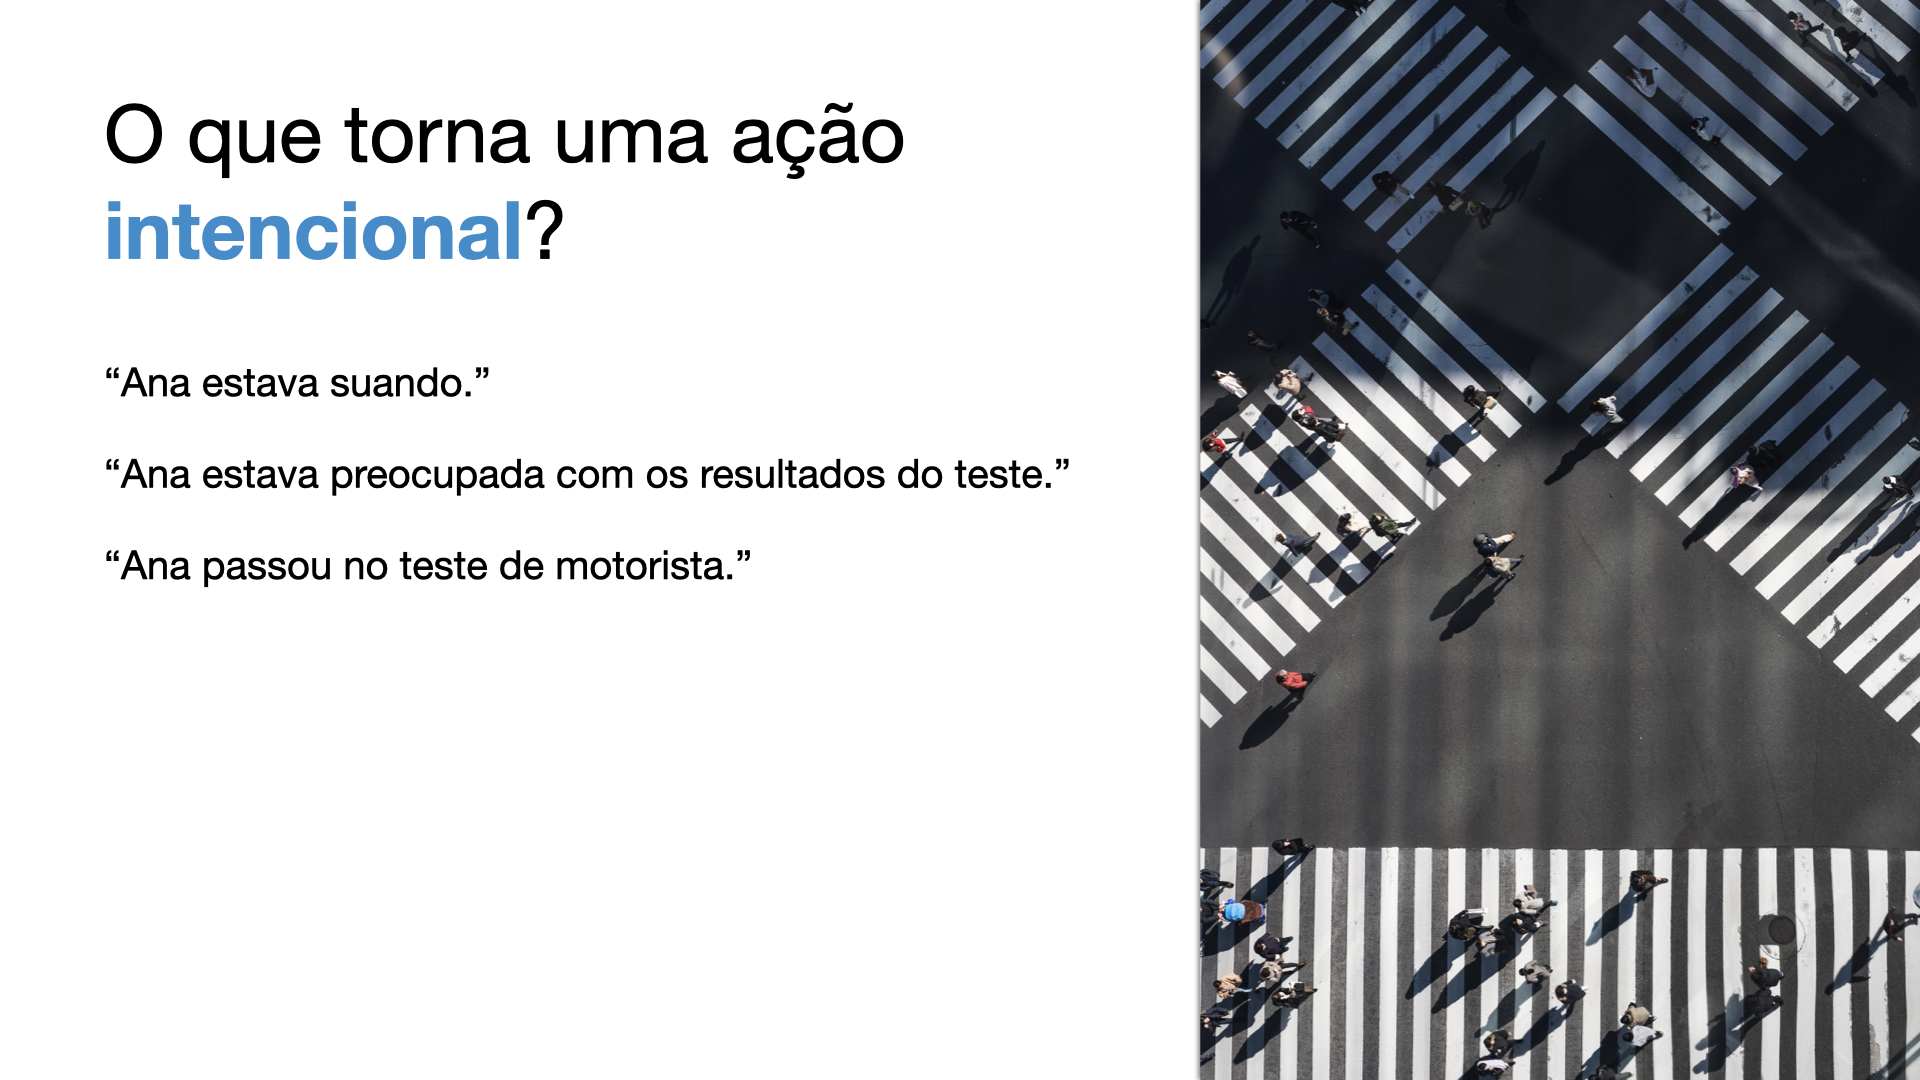 O que torna uma ação
intencional?
“Ana estava suando.”
“Ana estava preocupada com os resultados do teste.”
“Ana passou no teste de motorista.”